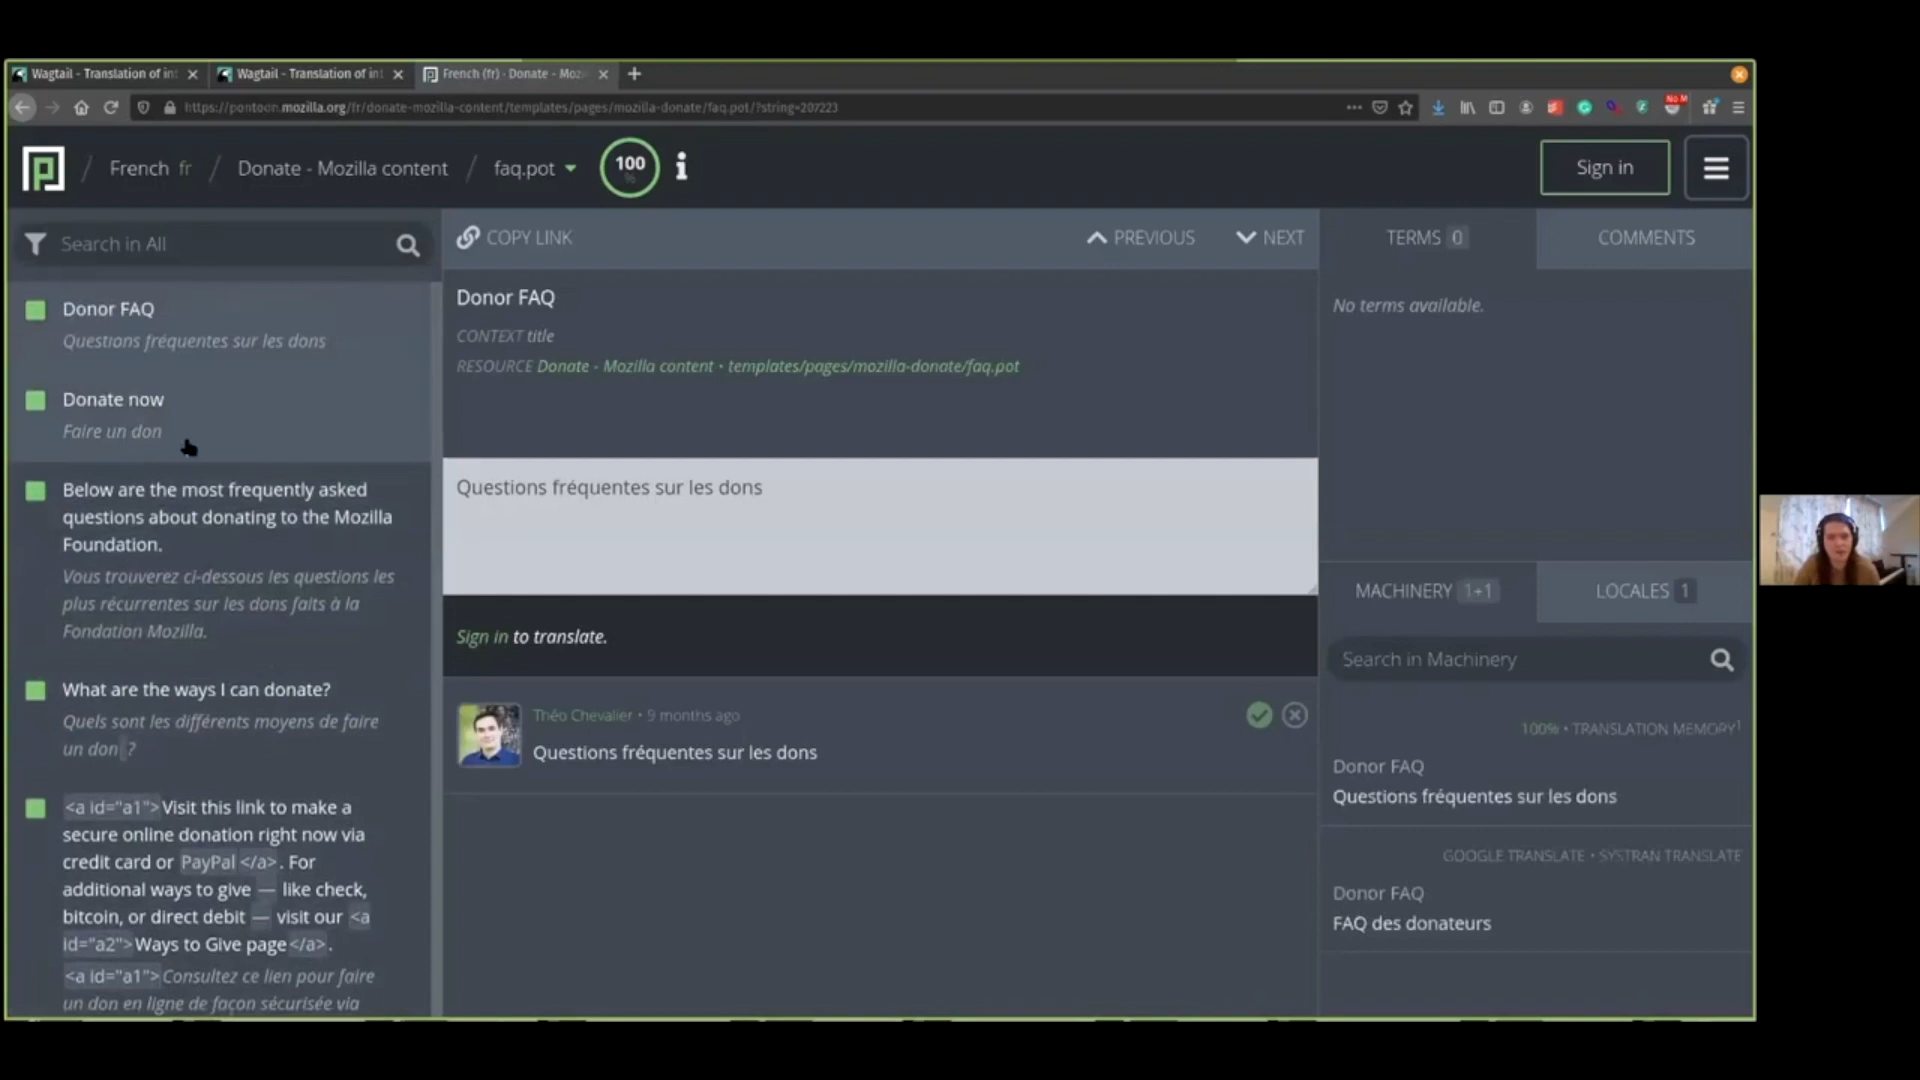 Wagtail - Translation of in
Wagtail - Translation of in
French (fr) · Donate - Moz
https://pontoon.mozilla.org/fr/donate-mozilla-content/templates/pages/mozilla-donate/faq.pot/?string=207223
No M
/ French fr / Donate - Mozilla content / faq.pot
100
%
Sign in
Search in All
Donor FAQ
Questions fréquentes sur les dons
Donate now
Faire un don
Below are the most frequently asked
questions about donating to the Mozilla
Foundation.
Vous trouverez ci-dessous les questions les
plus récurrentes sur les dons faits à la
Fondation Mozilla.
What are the ways I can donate?
Quels sont les différents moyens de faire
un don ?
<a id="a1">Visit this link to make a
secure online donation right now via
credit card or PayPal</a>. For
additional ways to give — like check,
bitcoin, or direct debit — visit our <a
id="a2">Ways to Give page</a>.
<a id="a1">Consultez ce lien pour faire
un don en ligne de façon sécurisée via
COPY LINK
PREVIOUS
NEXT
Donor FAQ
CONTEXT title
RESOURCE Donate - Mozilla content • templates/pages/mozilla-donate/faq.pot
Questions fréquentes sur les dons
Sign in to translate.
Théo Chevalier • 9 months ago
Questions fréquentes sur les dons
TERMS 0
COMMENTS
No terms available.
MACHINERY 1+1
LOCALES 1
Search in Machinery
100% • TRANSLATION MEMORY1
Donor FAQ
Questions fréquentes sur les dons
GOOGLE TRANSLATE • SYSTRAN TRANSLATE
Donor FAQ
FAQ des donateurs